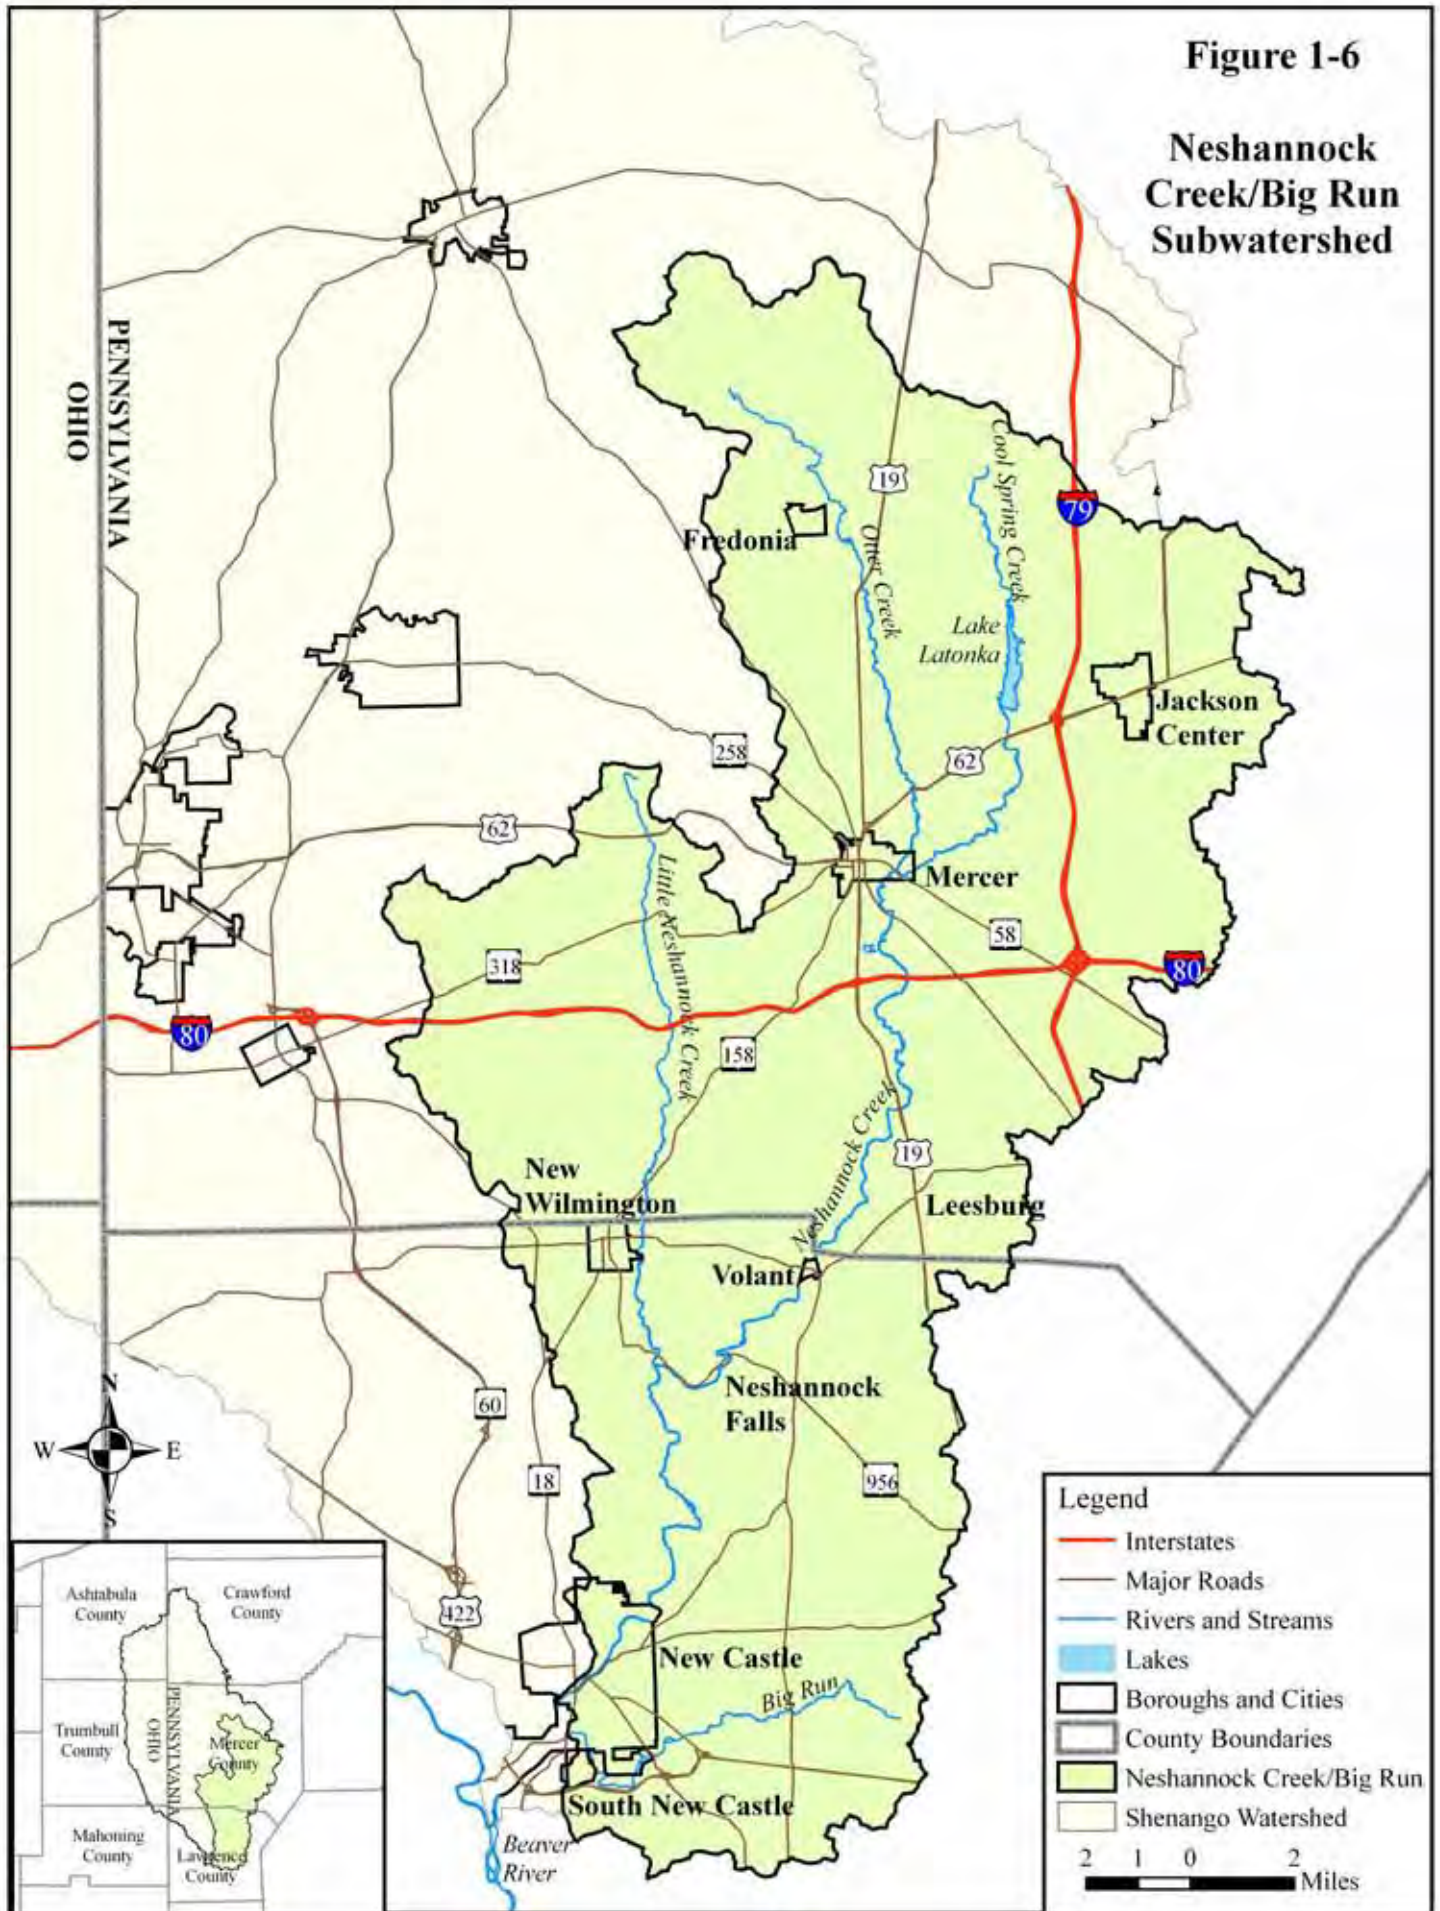 Figure 1-6
Neshannock
Creek/Big Run
Subwatershed
PENNSYLVANIA
OHIO
19
Cool Spring Creek
79
Fredonia
Otter Creek
Lake
Latonka
Jackson
Center
258
62
62
Little Neshannock Creek
Mercer
58
318
80
80
158
Neshannock Creek
19
New
Wilmington
Leesburg
Volant
Neshannock
Falls
60
18
956
N
W
E
S
422
New Castle
Big Run
South New Castle
Beaver
River
Ashtabula
County
Crawford
County
Trumbull
County
OHIO
PENNSYLVANIA
Mercer
County
Mahoning
County
Lawrence
County
Legend
Interstates
Major Roads
Rivers and Streams
Lakes
Boroughs and Cities
County Boundaries
Neshannock Creek/Big Run
Shenango Watershed
2 1 0 2
Miles